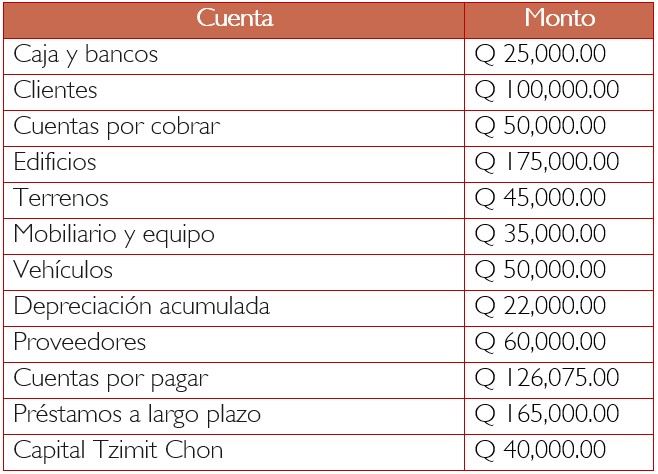 Cuenta Monto
Caja y bancos Q 25,000.00
Clientes Q 100,000.00
Cuentas por cobrar Q 50,000.00
Edificios Q 175,000.00
Terrenos Q 45,000.00
Mobiliario y equipo Q 35,000.00
Vehículos Q 50,000.00
Depreciación acumulada Q 22,000.00
Proveedores Q 60,000.00
Cuentas por pagar Q 126,075.00
Préstamos a largo plazo Q 165,000.00
Capital Tzimit Chon Q 40,000.00